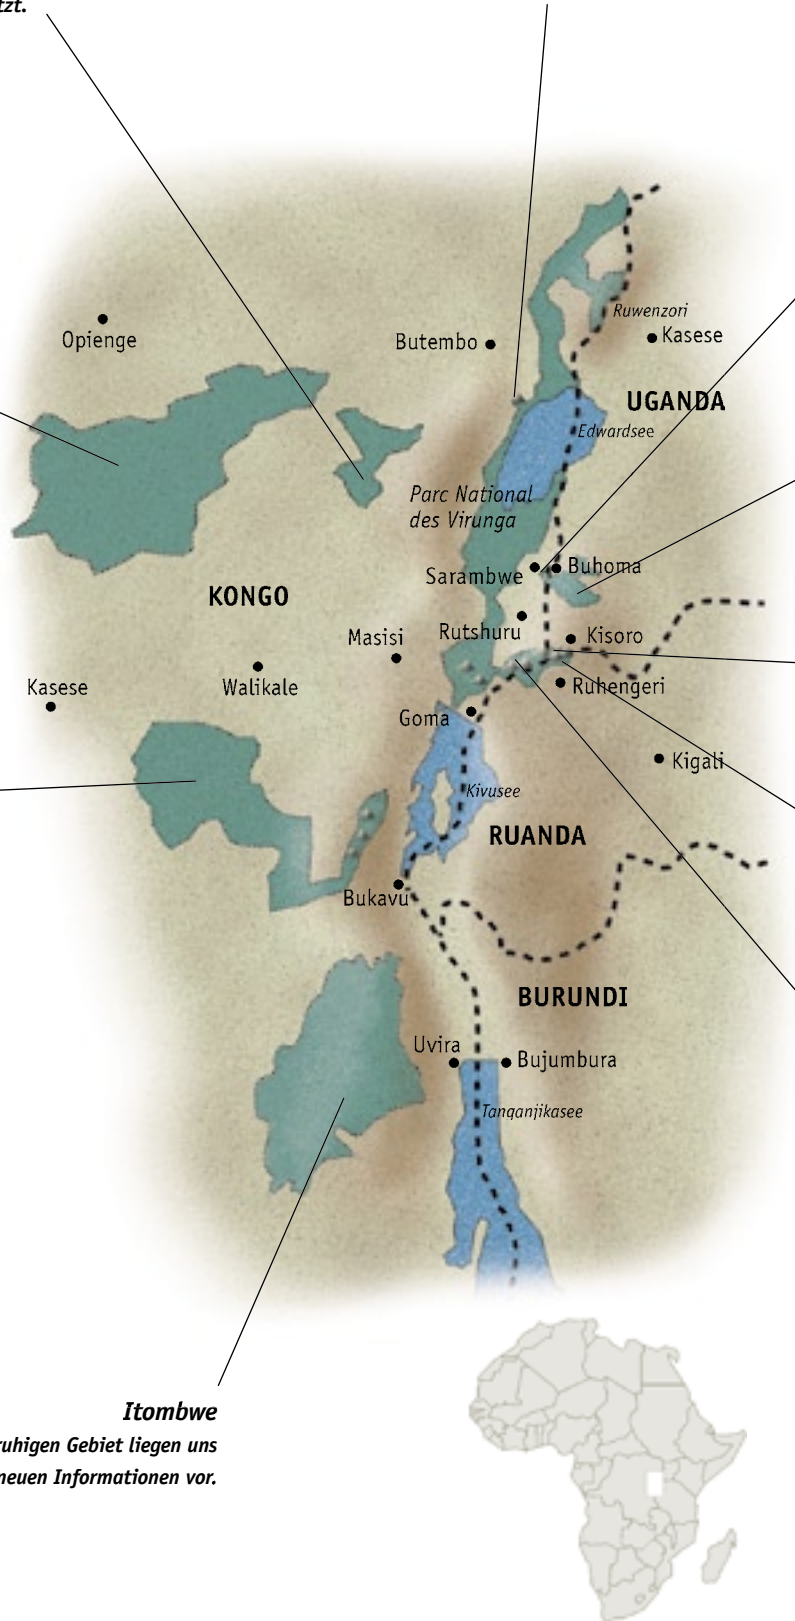 tzt.
Ruwenzori
Opienge
Butembo
Kasese
UGANDA
Edwardsee
Parc National
des Virunga
Sarambwe
Buhoma
KONGO
Rutshuru
Masisi
Kisoro
Kasese
Walikale
Ruhengeri
Goma
Kigali
Kivusee
RUANDA
Bukavu
BURUNDI
Uvira
Bujumbura
Tanganjikasee
Itombwe
ruhigen Gebiet liegen uns
neuen Informationen vor.